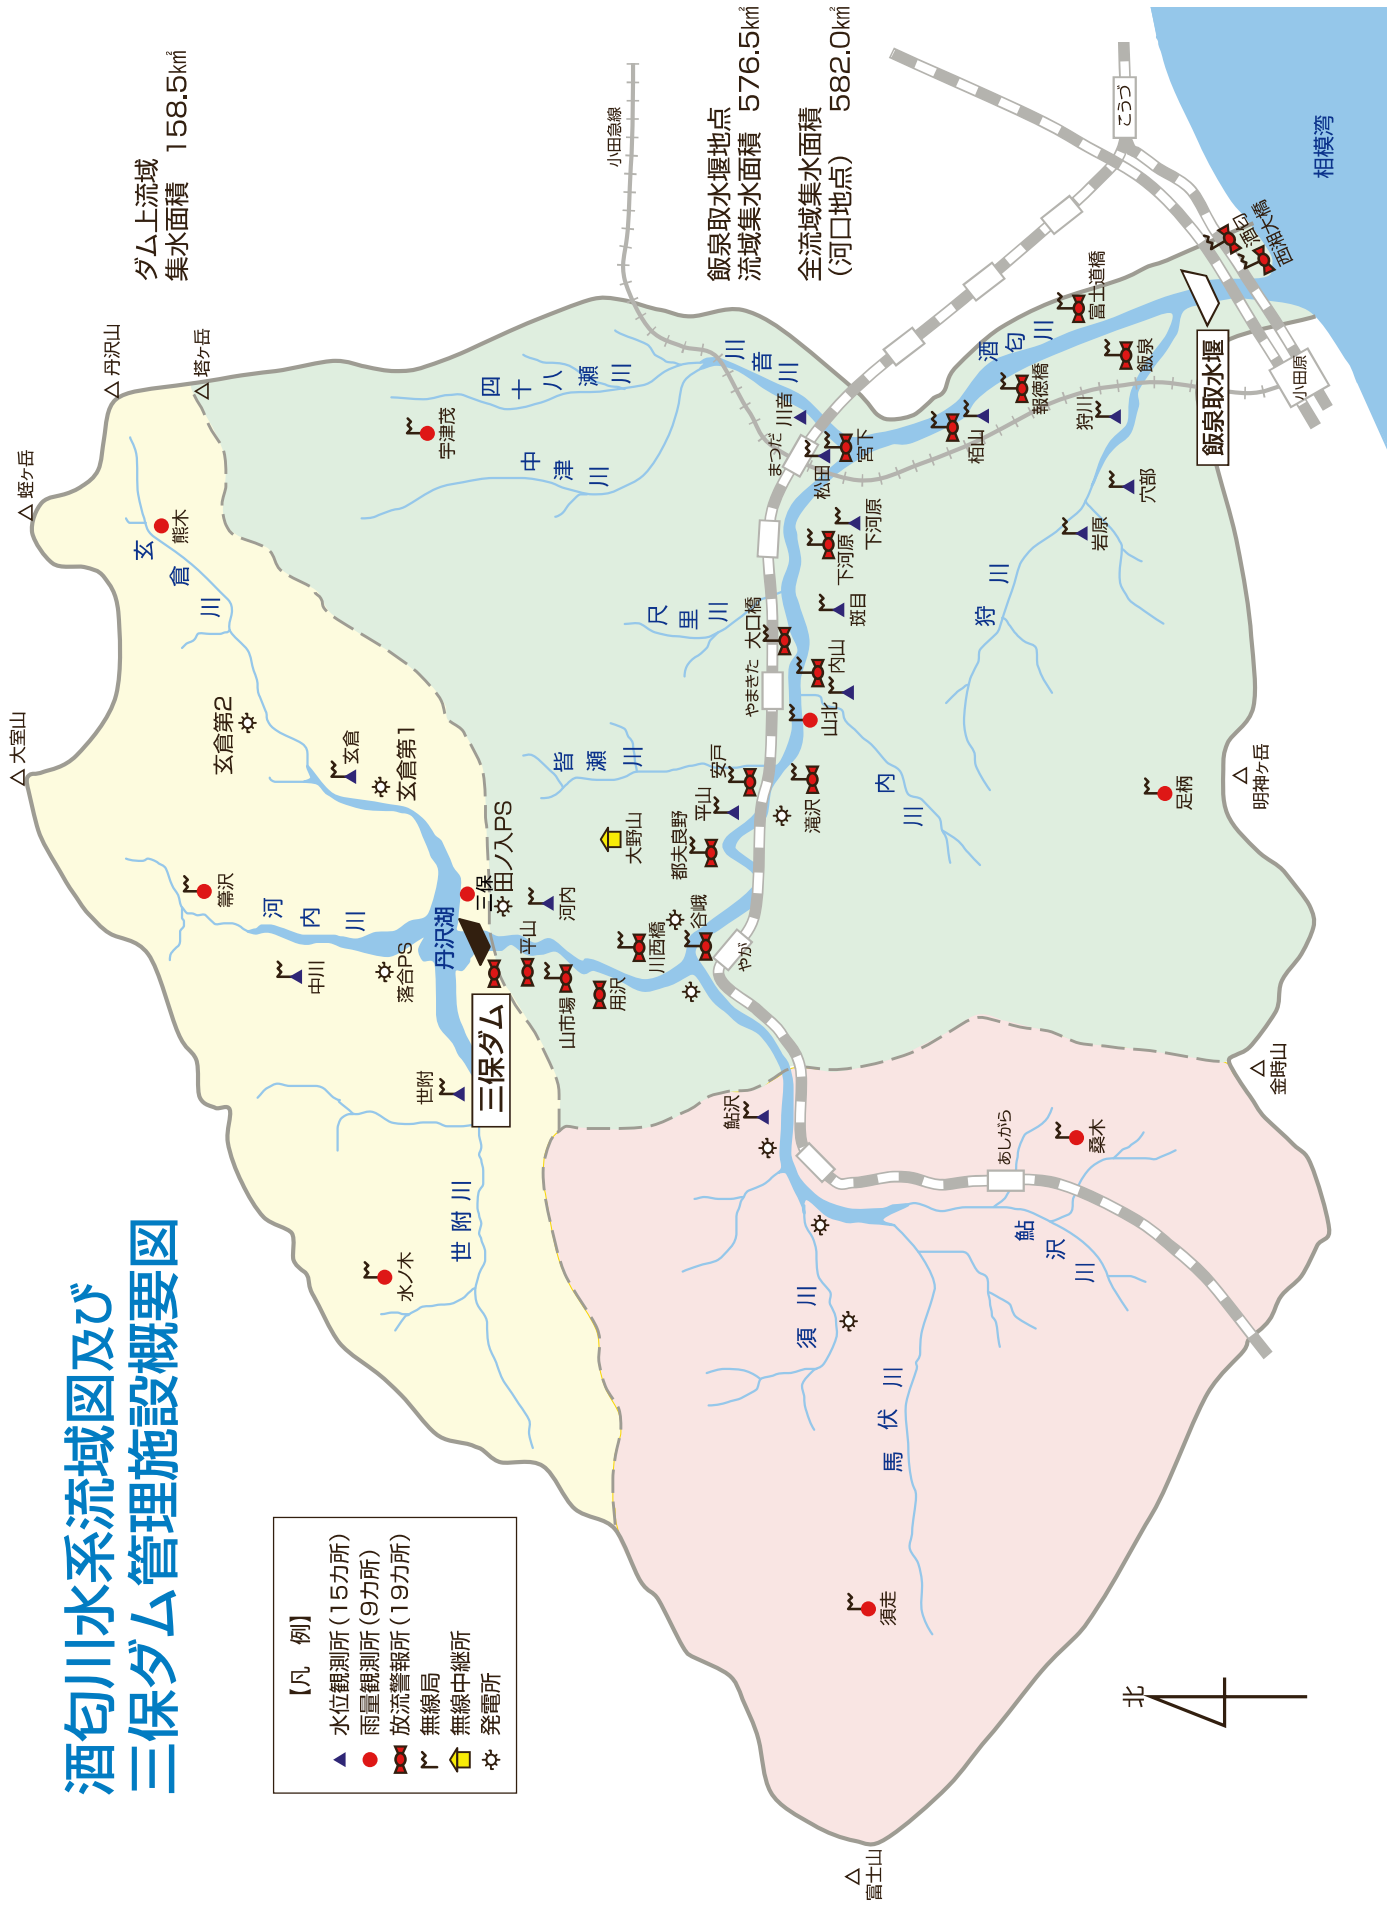 酒匂川水系流域図及び
三保ダム管理施設概要図
【凡　例】
水位観測所（15カ所）
雨量観測所（9カ所）
放流警報所（19カ所）
無線局
無線中継所
発電所
ダム上流域
集水面積　158.5km²
飯泉取水堰地点
流域集水面積　576.5km²
全流域集水面積
（河口地点）　582.0km²
大室山
蛭ヶ岳
丹沢山
塔ヶ岳
富士山
金時山
明神ヶ岳
北
相模湾
小田急線
こうづ
小田原
まつだ
やまきた
やが
あしがら
玄倉川
熊木
玄倉第2
玄倉
玄倉第1
箒沢
河内川
中川
落合PS
丹沢湖
三保
田ノ入PS
三保ダム
世附
世附川
水ノ木
宇津茂
四十八瀬川
中津川
川音川
川音
尺里川
皆瀬川
大野山
河内
平山
山市場
用沢
川西橋
谷峨
都夫良野
平山
安戸
滝沢
山北
内山
大口橋
斑目
下河原
下河原
松田
宮下
栢山
報徳橋
酒匂川
富士道橋
飯泉
狩川
穴部
岩原
狩川
飯泉取水堰
酒匂
西湘大橋
内川
足柄
鮎沢
桑木
鮎沢川
須川
馬伏川
須走